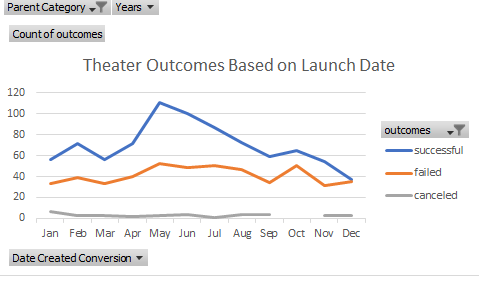 Parent Category Years
Count of outcomes
Theater Outcomes Based on Launch Date
120
100
80
60
40
20
0
Jan Feb Mar Apr May Jun Jul Aug Sep Oct Nov Dec
outcomes
successful
failed
canceled
Date Created Conversion